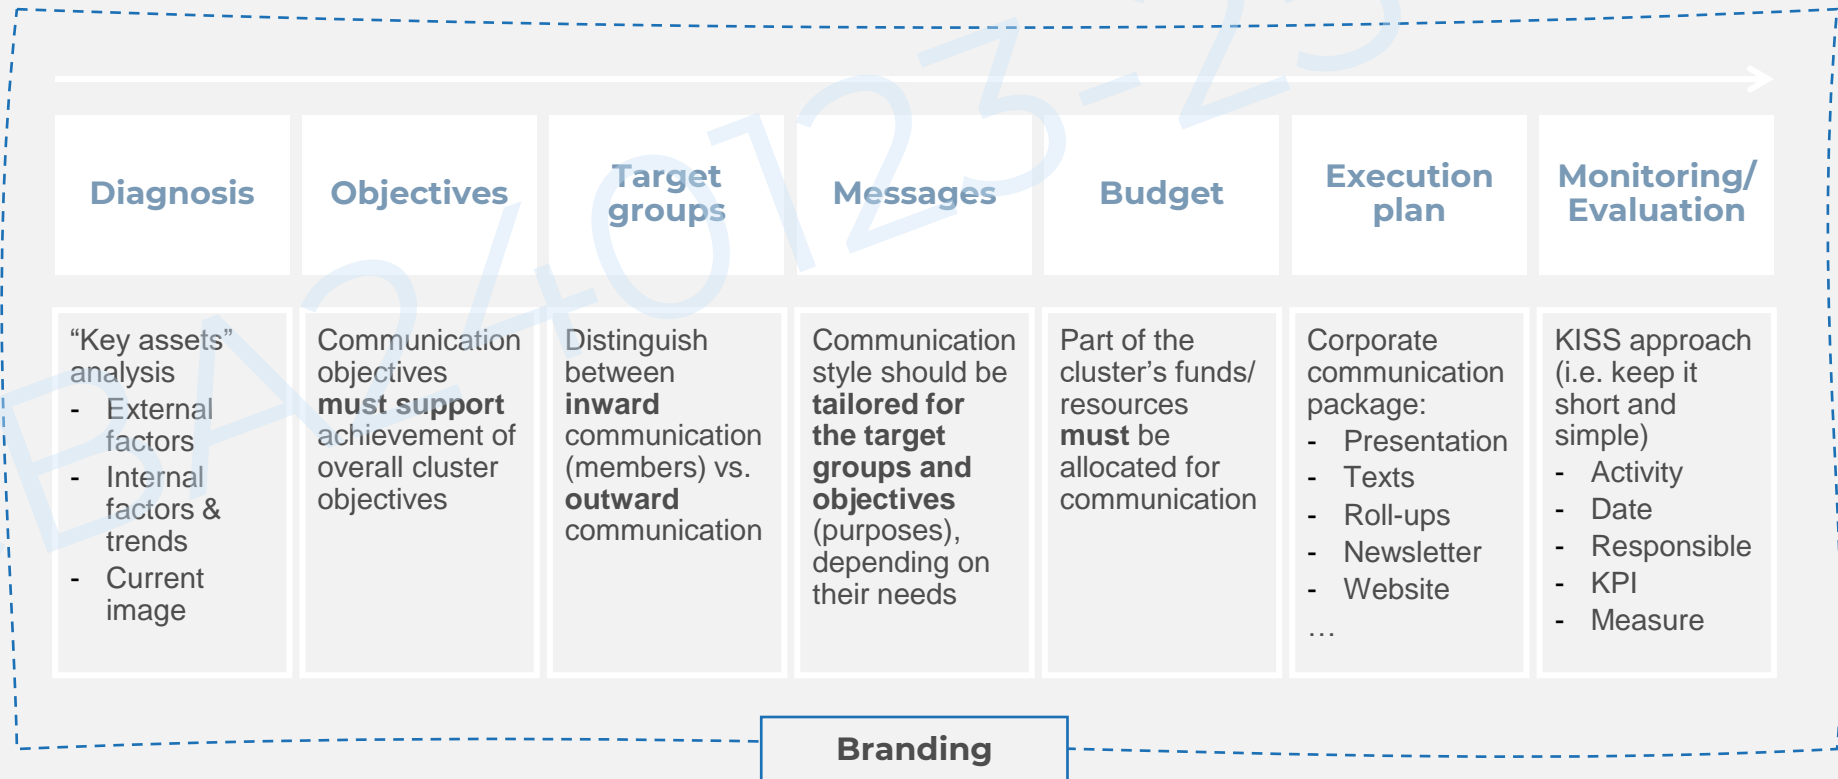 Diagnosis
Objectives
Target
groups
Messages
Budget
Execution
plan
Monitoring/
Evaluation
“Key assets”
analysis
- External
factors
- Internal
factors &
trends
- Current
image
Communication
objectives
must support
achievement of
overall cluster
objectives
Distinguish
between
inward
communication
(members) vs.
outward
communication
Communication
style should be
tailored for
the target
groups and
objectives
(purposes),
depending on
their needs
Part of the
cluster’s funds/
resources
must be
allocated for
communication
Corporate
communication
package:
- Presentation
- Texts
- Roll-ups
- Newsletter
- Website
…
KISS approach
(i.e. keep it
short and
simple)
- Activity
- Date
- Responsible
- KPI
- Measure
Branding
BA240123-23